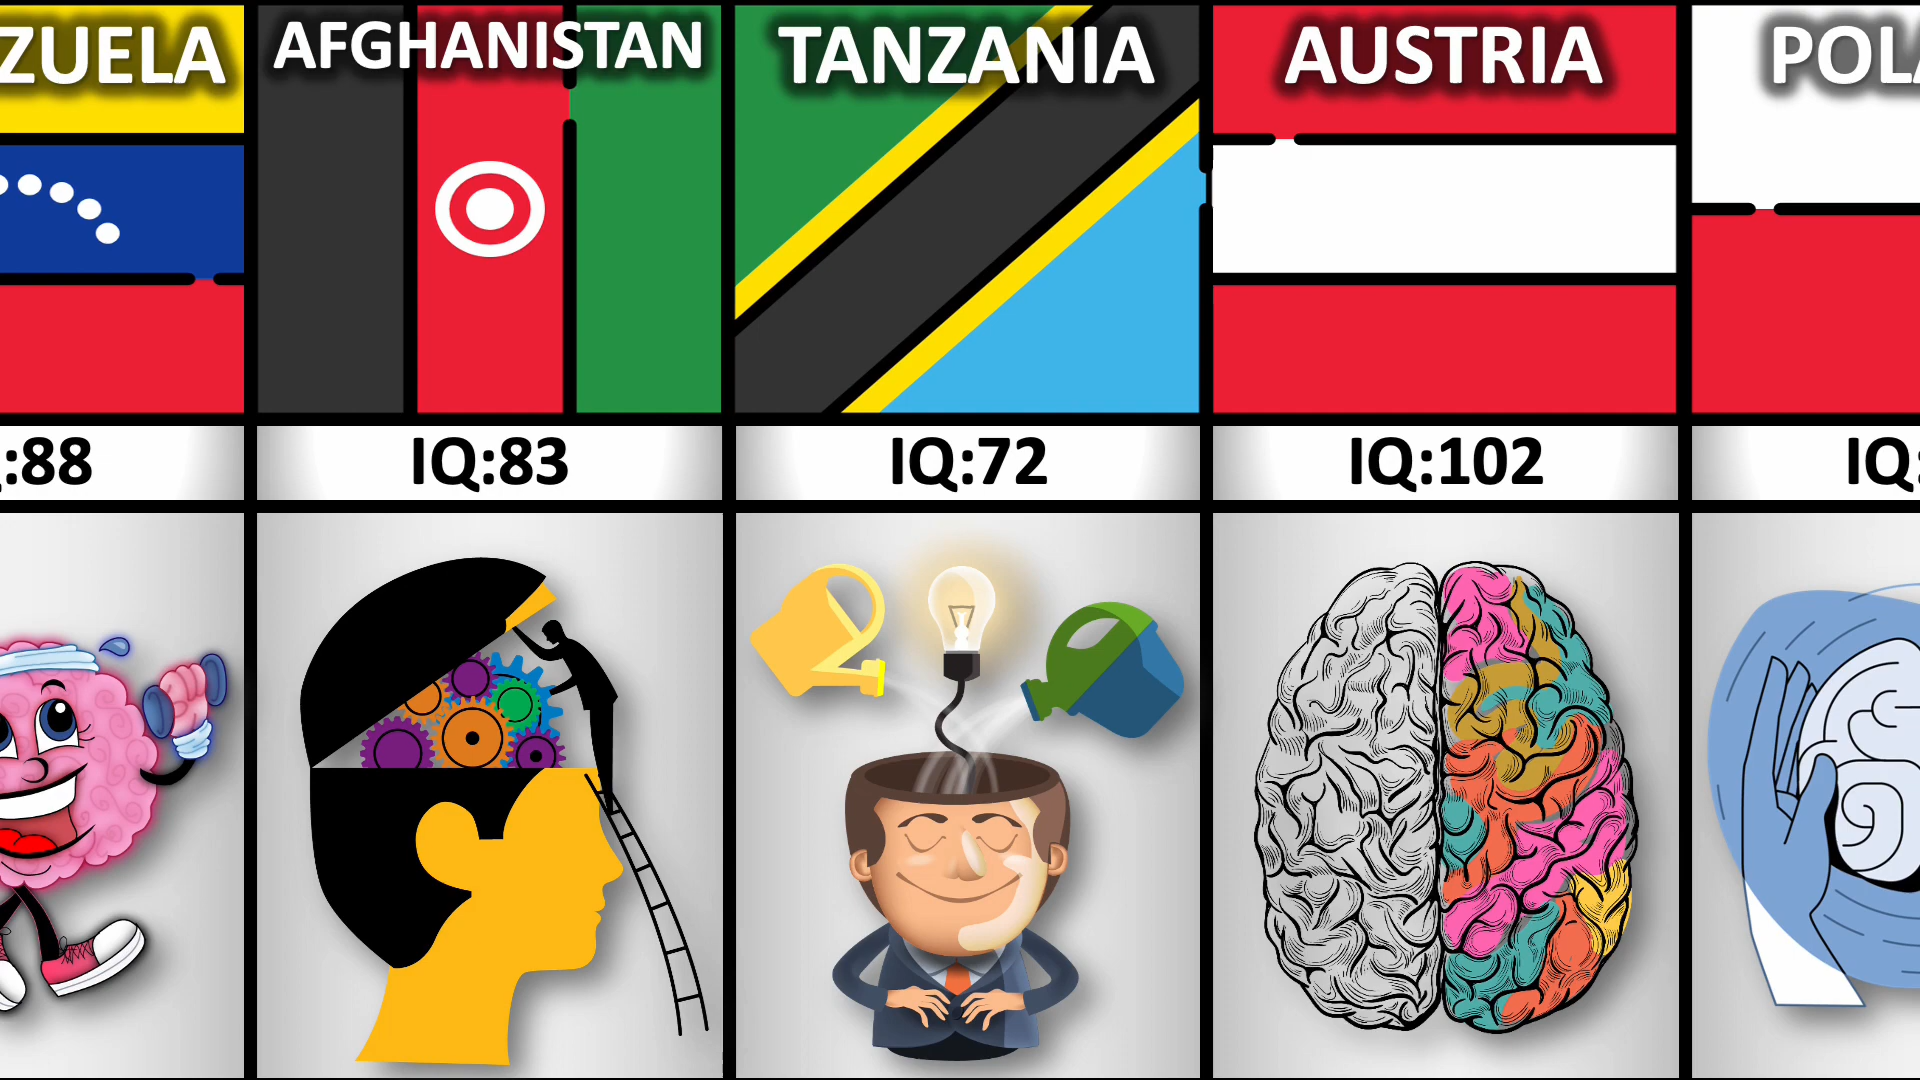 ZUELA
AFGHANISTAN
TANZANIA
AUSTRIA
POL
:88
IQ:83
IQ:72
IQ:102
IQ: